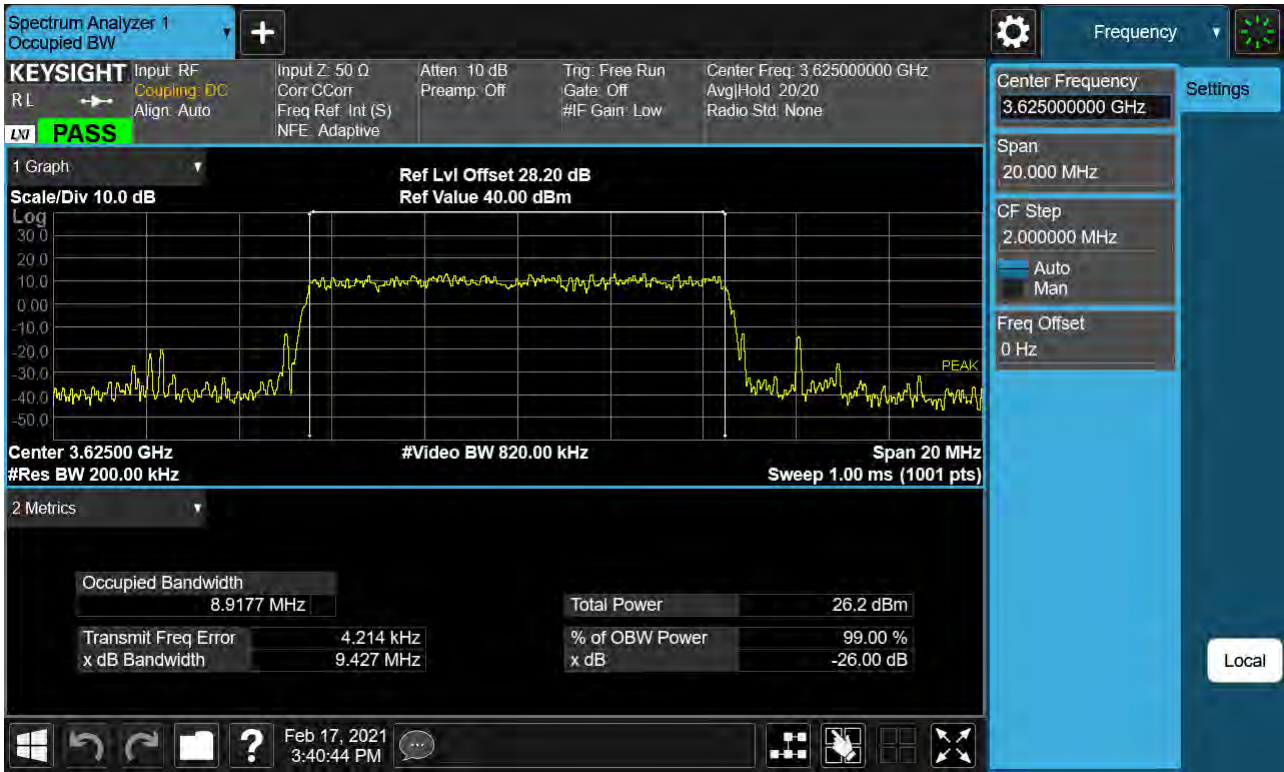 Spectrum Analyzer 1
Occupied BW
+
Frequency
KEYSIGHT
RL
LXI
PASS
Input: RF
Coupling: DC
Align: Auto
Input Z: 50 Ω
Corr CCorr
Freq Ref: Int (S)
NFE: Adaptive
Atten: 10 dB
Preamp: Off
Trig: Free Run
Gate: Off
#IF Gain: Low
Center Freq: 3.625000000 GHz
Avg|Hold: 20/20
Radio Std: None
1 Graph
Scale/Div 10.0 dB
Ref Lvl Offset 28.20 dB
Ref Value 40.00 dBm
Log
30.0
20.0
10.0
0.00
-10.0
-20.0
-30.0
-40.0
-50.0
PEAK
Center 3.62500 GHz
#Video BW 820.00 kHz
Span 20 MHz
#Res BW 200.00 kHz
Sweep 1.00 ms (1001 pts)
2 Metrics
Occupied Bandwidth
8.9177 MHz
Transmit Freq Error 4.214 kHz
x dB Bandwidth 9.427 MHz
Total Power 26.2 dBm
% of OBW Power 99.00 %
x dB -26.00 dB
Center Frequency
3.625000000 GHz
Span
20.000 MHz
CF Step
2.000000 MHz
Auto
Man
Freq Offset
0 Hz
Settings
Local
?
Feb 17, 2021
3:40:44 PM